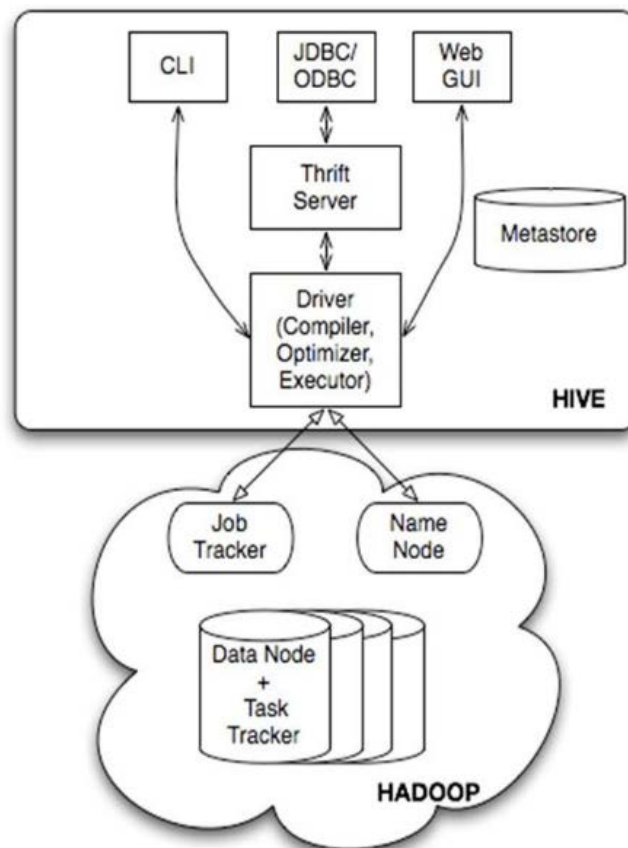 CLI
JDBC/
ODBC
Web
GUI
Thrift
Server
Metastore
Driver
(Compiler,
Optimizer,
Executor)
HIVE
Job
Tracker
Name
Node
Data Node
+
Task
Tracker
HADOOP